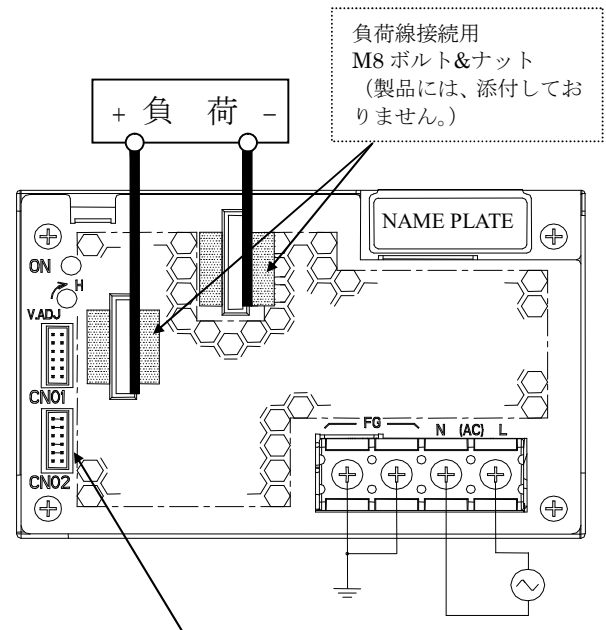 負荷線接続用
M8 ボルト&ナット
（製品には、添付してお
りません。）
+ 負 荷 −
NAME PLATE
ON
H
V.ADJ
CN01
CN02
FG N (AC) L